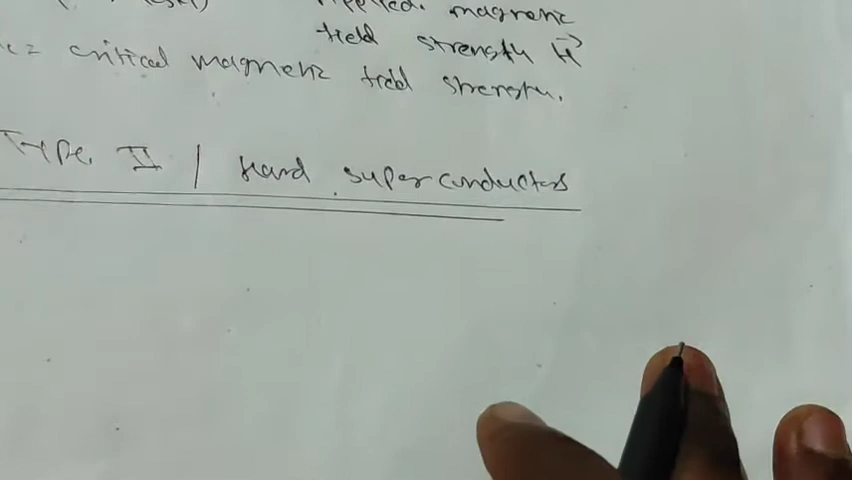 magnetic
field strength H⃗
c = critical magnetic field strength.
Type II | Hard superconductors